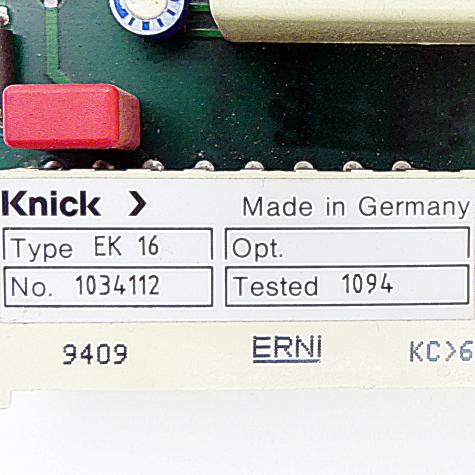 Knick > Made in Germany
Type EK 16 Opt.
No. 1034112 Tested 1094
9409 ERNI KC>6